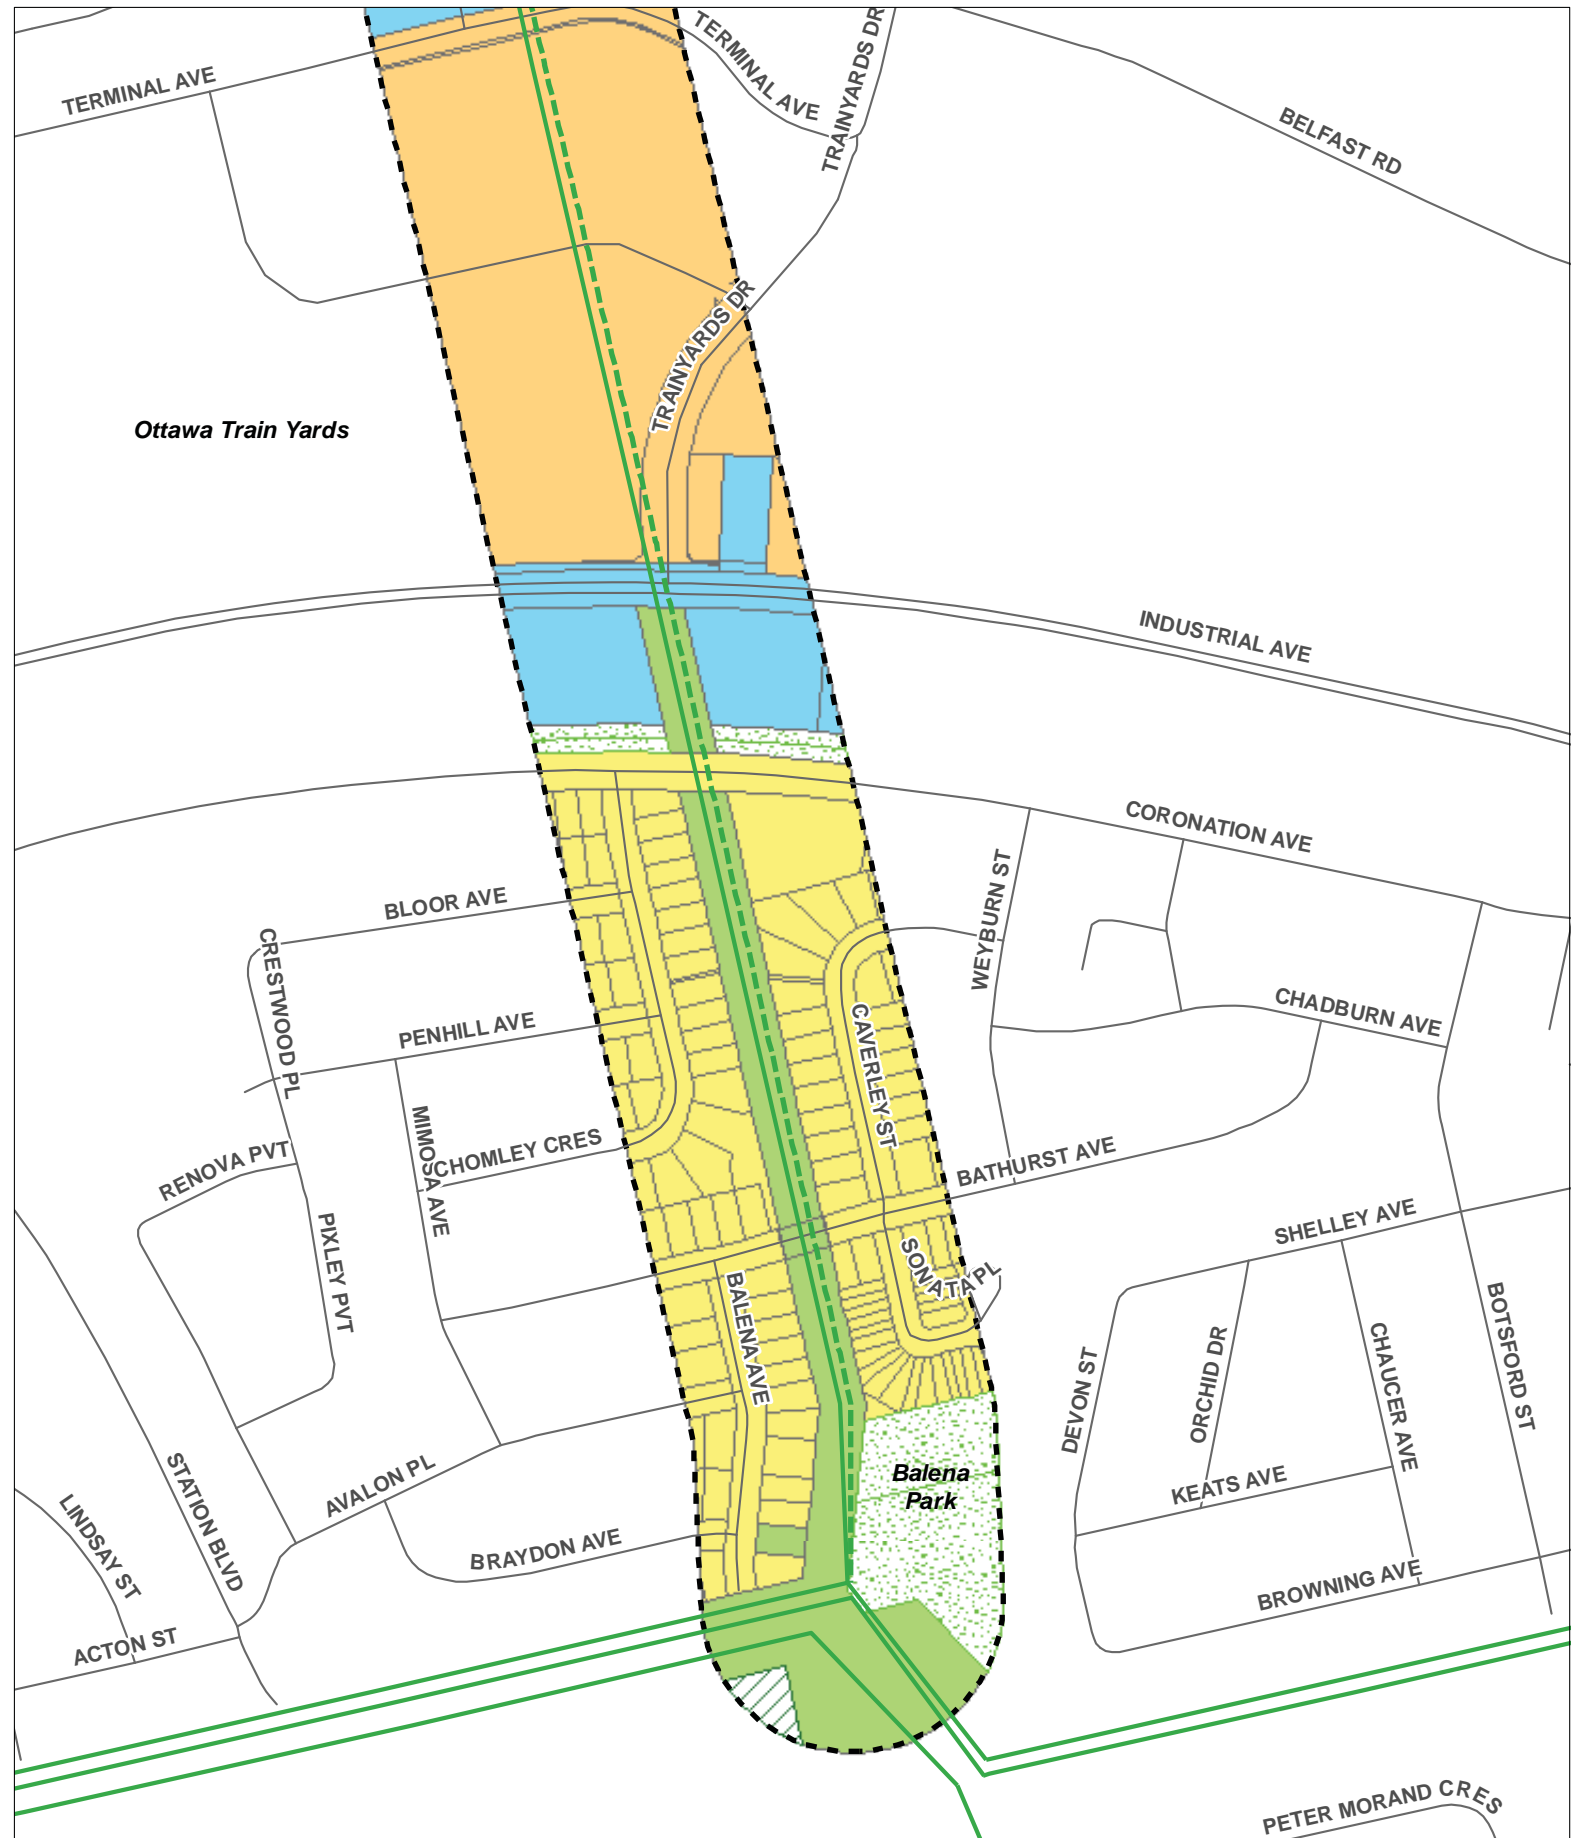 TERMINAL AVE
TERMINAL AVE
TRAINYARDS DR
BELFAST RD
TRAINYARDS DR
Ottawa Train Yards
INDUSTRIAL AVE
CORONATION AVE
WEYBURN ST
BLOOR AVE
CRESTWOOD PL
CHADBURN AVE
PENHILL AVE
CAVERLEY ST
MIMOSA AVE
CHOMLEY CRES
RENOVA PVT
BATHURST AVE
PIXLEY PVT
SHELLEY AVE
SONATA PL
BALENA AVE
BOTSFORD ST
DEVON ST
ORCHID DR
CHAUCER AVE
STATION BLVD
AVALON PL
Balena
Park
KEATS AVE
LINDSAY ST
BRAYDON AVE
BROWNING AVE
ACTON ST
PETER MORAND CRES